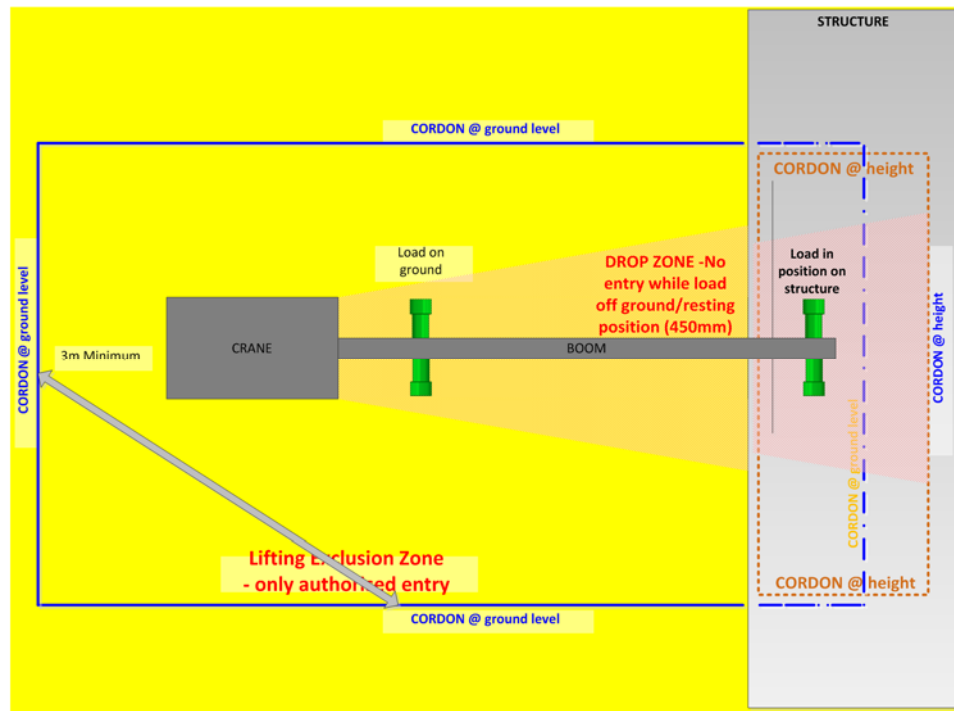 STRUCTURE
CORDON @ ground level
CORDON @ height
Load on
ground
DROP ZONE -No
entry while load
off ground/resting
position (450mm)
Load in
position on
structure
CORDON @ ground level
3m Minimum
CRANE
BOOM
CORDON @ height
CORDON @ ground level
Lifting Exclusion Zone
- only authorised entry
CORDON @ height
CORDON @ ground level